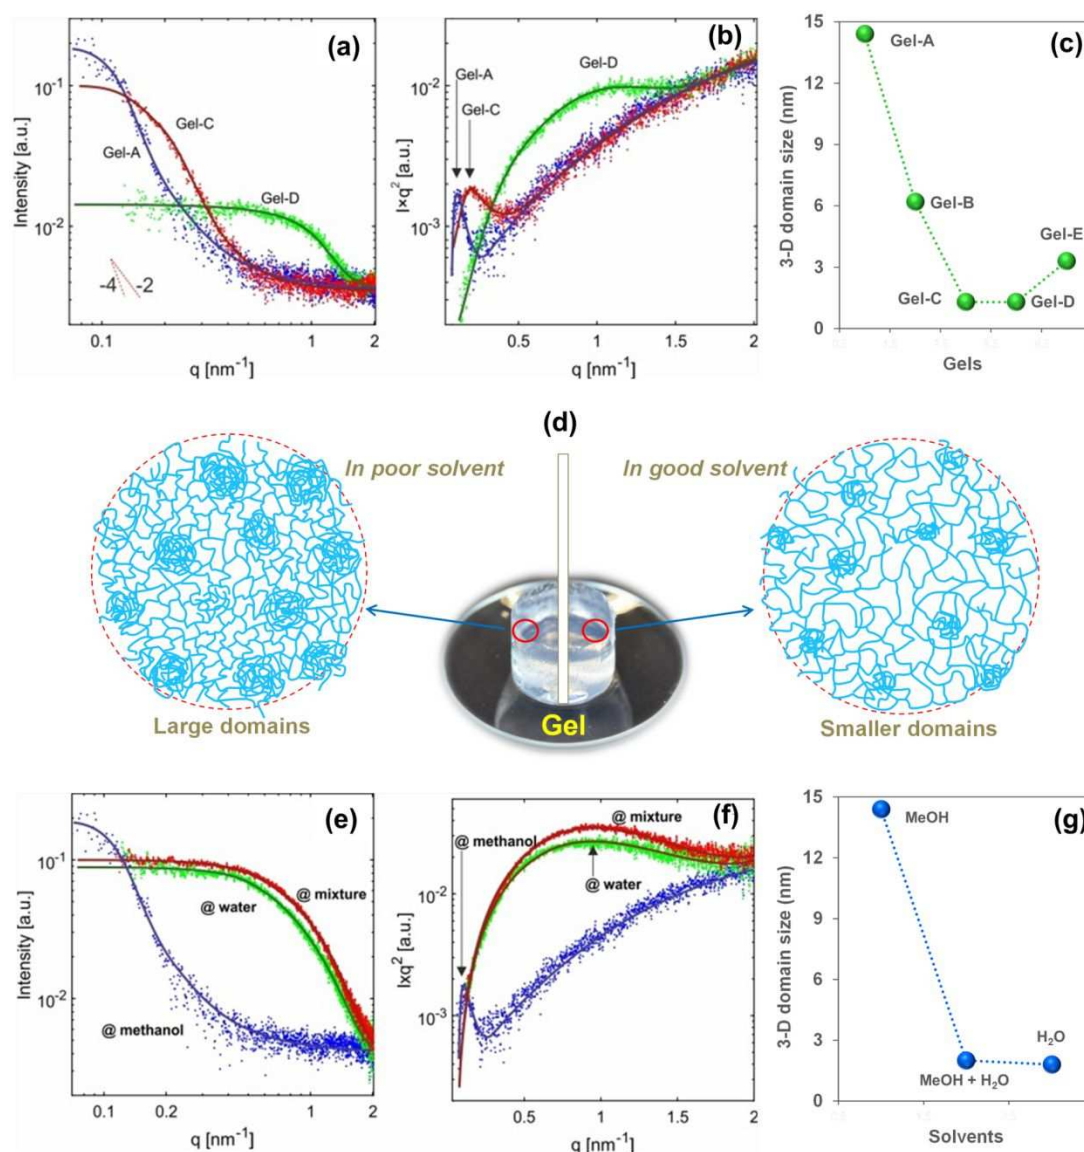 (a)
Intensity [a.u.]
10⁻¹
10⁻²
Gel-C
Gel-A
Gel-D
-4
-2
0.1
1
2
q [nm⁻¹]
(b)
I×q² [a.u.]
10⁻²
10⁻³
Gel-A
Gel-C
Gel-D
0.5
1
1.5
2
q [nm⁻¹]
(c)
3-D domain size (nm)
15
12
9
6
3
0
Gel-A
Gel-B
Gel-C
Gel-D
Gel-E
Gels
(d)
In poor solvent
In good solvent
Large domains
Gel
Smaller domains
(e)
Intensity [a.u.]
10⁻¹
10⁻²
@ mixture
@ water
@ methanol
0.1
0.2
1
2
q [nm⁻¹]
(f)
Ixq² [a.u.]
10⁻²
10⁻³
@ methanol
@ mixture
@ water
0
0.5
1
1.5
2
q [nm⁻¹]
(g)
3-D domain size (nm)
15
12
9
6
3
0
MeOH
MeOH + H₂O
H₂O
Solvents